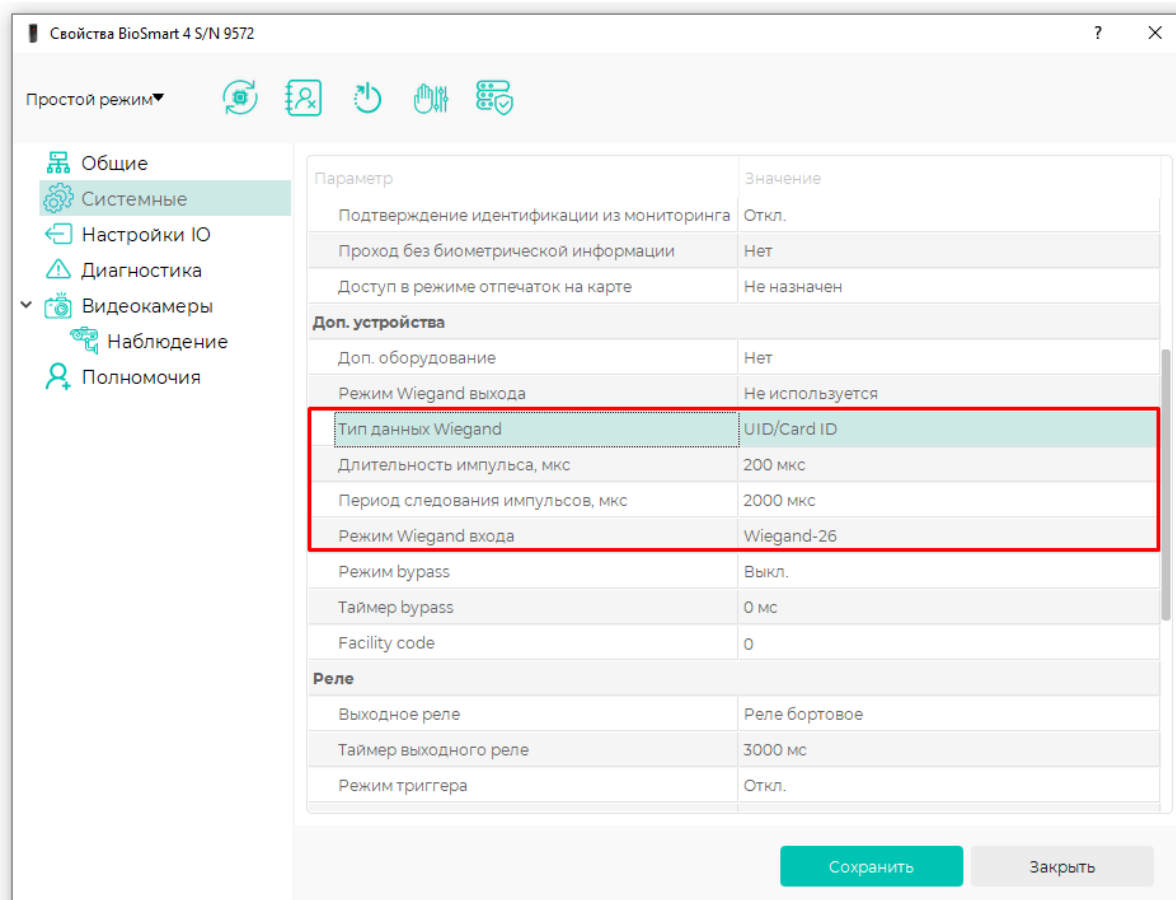 Свойства BioSmart 4 S/N 9572 ?
Простой режим
Общие
Системные
Настройки IO
Диагностика
Видеокамеры
Наблюдение
Полномочия
Параметр Значение
Подтверждение идентификации из мониторинга Откл.
Проход без биометрической информации Нет
Доступ в режиме отпечаток на карте Не назначен
Доп. устройства
Доп. оборудование Нет
Режим Wiegand выхода Не используется
Тип данных Wiegand UID/Card ID
Длительность импульса, мкс 200 мкс
Период следования импульсов, мкс 2000 мкс
Режим Wiegand входа Wiegand-26
Режим bypass Выкл.
Таймер bypass 0 мс
Facility code 0
Реле
Выходное реле Реле бортовое
Таймер выходного реле 3000 мс
Режим триггера Откл.
Сохранить Закрыть